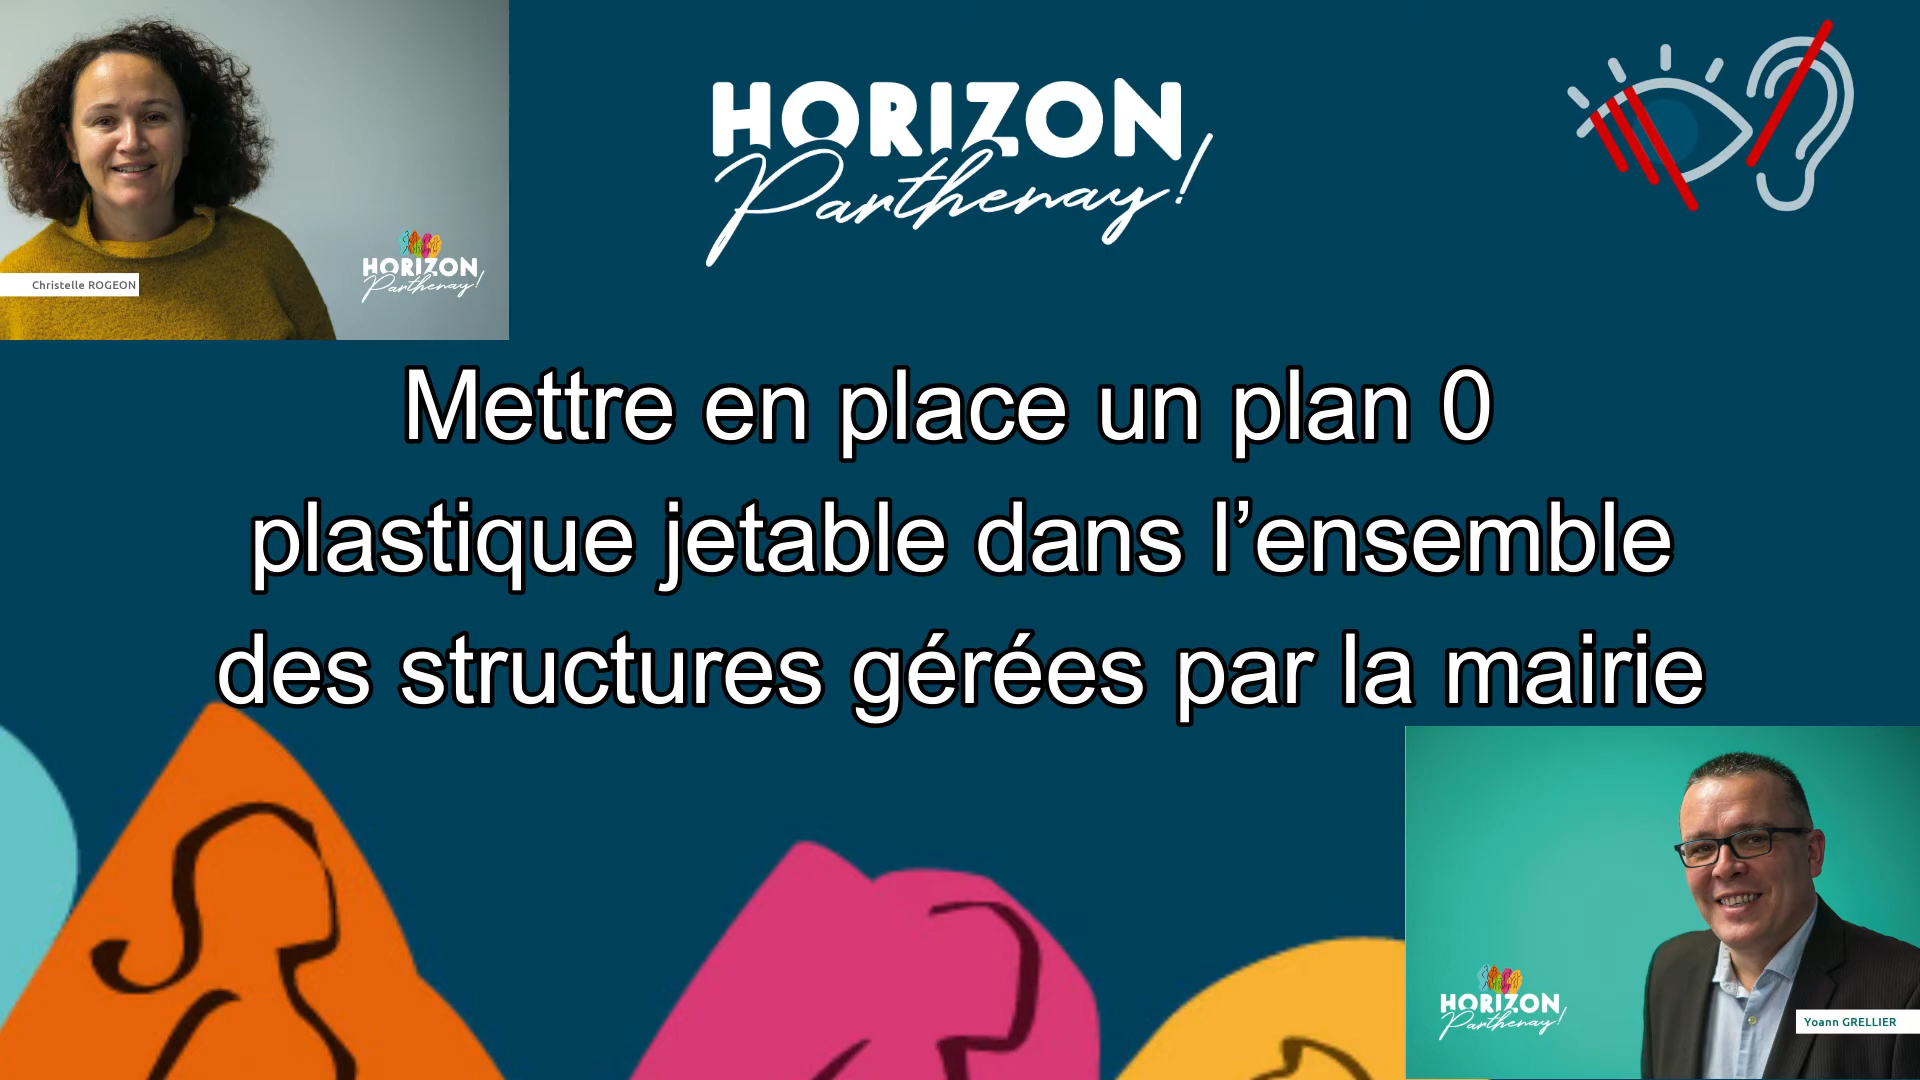 HORIZON
Parthenay!
Christelle ROGEON
HORIZON
Parthenay!
Mettre en place un plan 0
plastique jetable dans l’ensemble
des structures gérées par la mairie
HORIZON
Parthenay!
Yoann GRELLIER